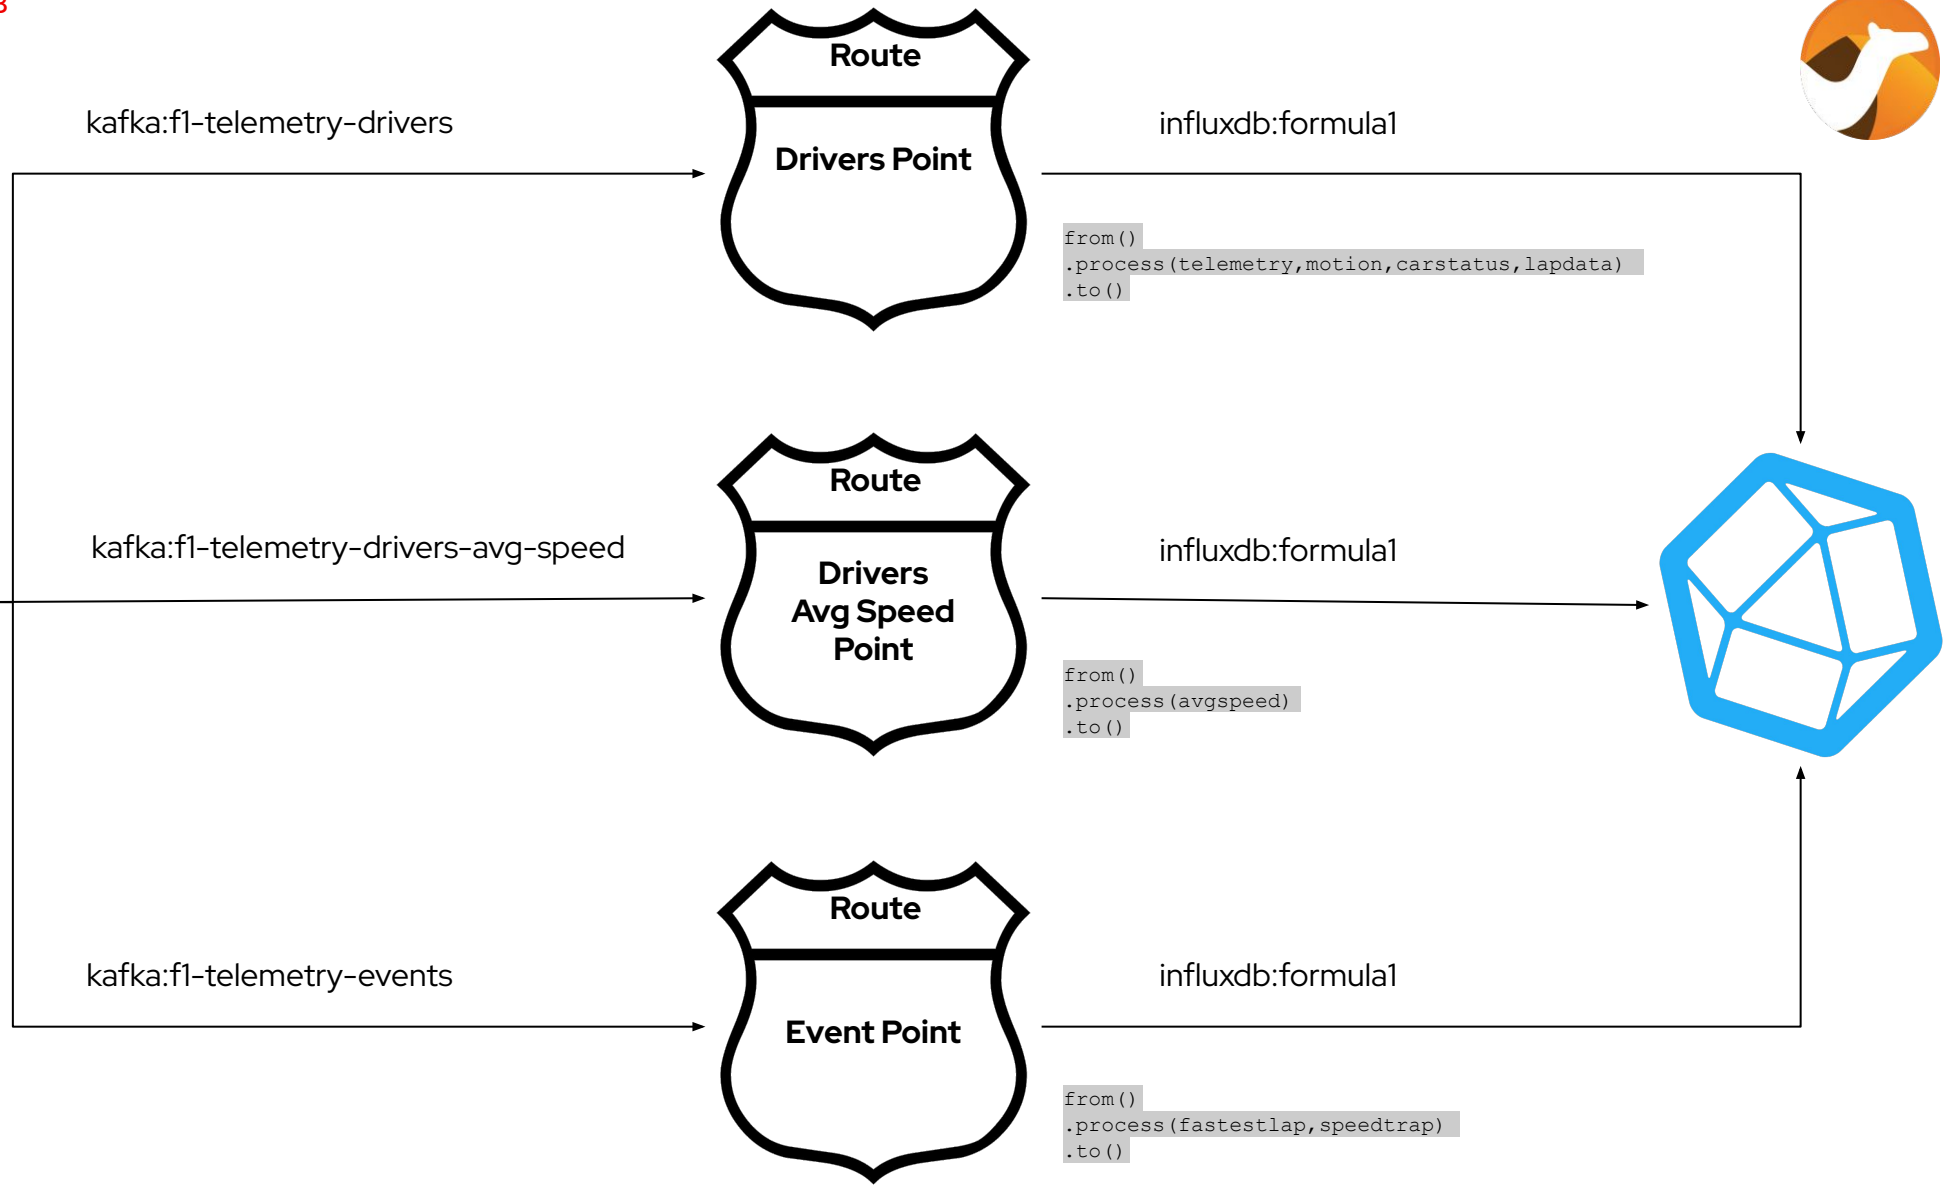 Route
kafka:f1-telemetry-drivers
Drivers Point
influxdb:formula1
from()
.process(telemetry,motion,carstatus,lapdata)
.to()
Route
kafka:f1-telemetry-drivers-avg-speed
Drivers
Avg Speed
Point
influxdb:formula1
from()
.process(avgspeed)
.to()
Route
kafka:f1-telemetry-events
Event Point
influxdb:formula1
from()
.process(fastestlap,speedtrap)
.to()